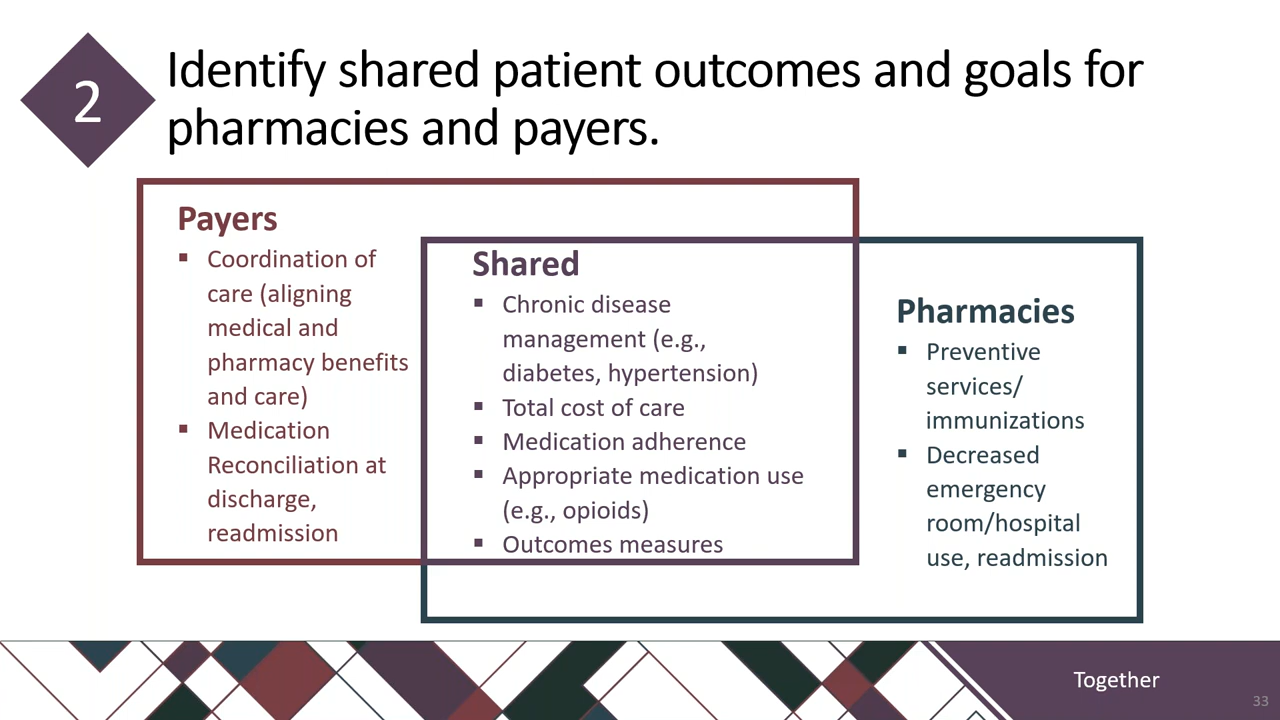 2
Identify shared patient outcomes and goals for
pharmacies and payers.
Payers
▪ Coordination of
care (aligning
medical and
pharmacy benefits
and care)
▪ Medication
Reconciliation at
discharge,
readmission
Shared
▪ Chronic disease
management (e.g.,
diabetes, hypertension)
▪ Total cost of care
▪ Medication adherence
▪ Appropriate medication use
(e.g., opioids)
▪ Outcomes measures
Pharmacies
▪ Preventive
services/
immunizations
▪ Decreased
emergency
room/hospital
use, readmission
Together
33